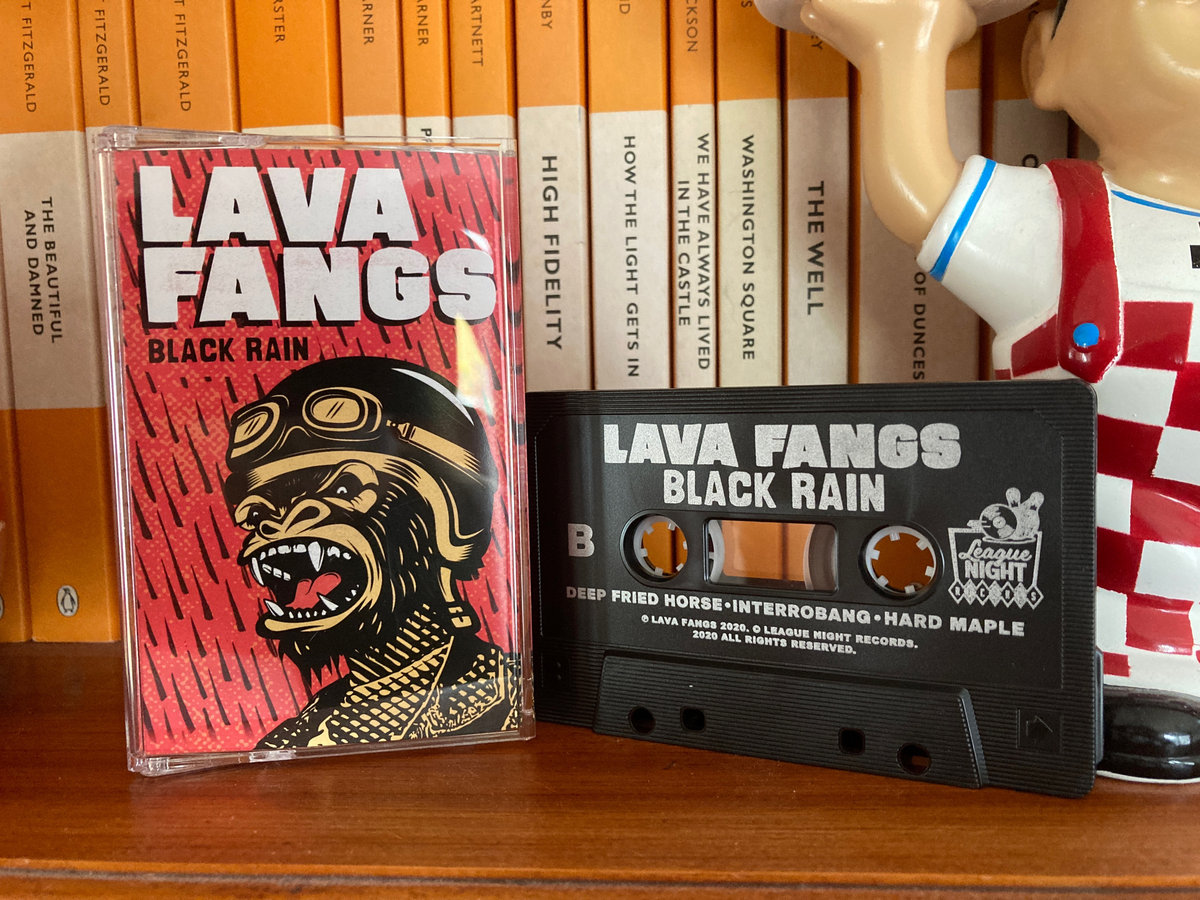 T FITZGERALD
THE BEAUTIFUL
AND DAMNED
T FITZGERALD
T FITZGERALD
HIGH FIDELITY
HOW THE LIGHT GETS IN
WE HAVE ALWAYS LIVED
IN THE CASTLE
WASHINGTON SQUARE
THE WELL
OF DUNCES
LAVA
FANGS
BLACK RAIN
LAVA FANGS
BLACK RAIN
B
League
NIGHT
RECORDS
DEEP FRIED HORSE•INTERROBANG•HARD MAPLE
℗ LAVA FANGS 2020. © LEAGUE NIGHT RECORDS.
2020 ALL RIGHTS RESERVED.